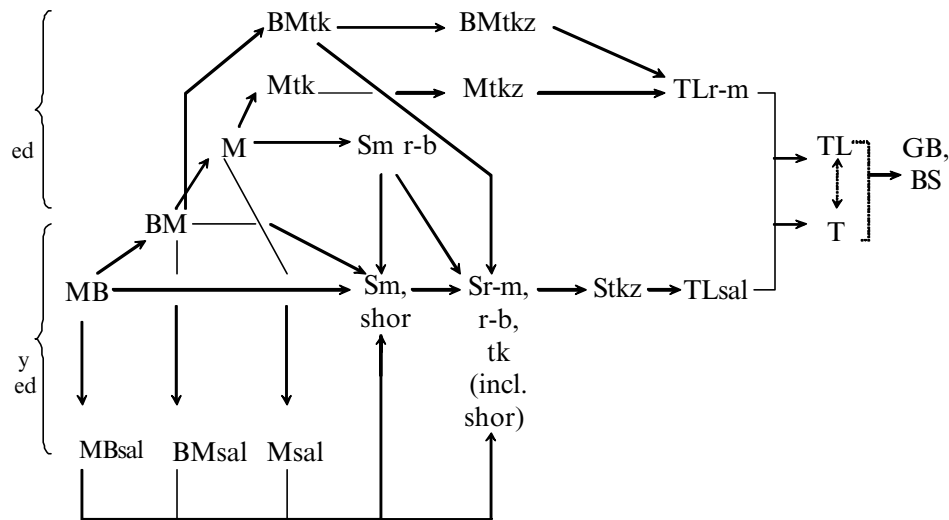 BMtk BMtkz
Mtk Mtkz TLr-m
ed M Sm r-b TL GB,
BS
BM T
MB Sm, Sr-m, Stkz TLsal
shor r-b,
y tk
ed (incl.
shor)
MBsal BMsal Msal